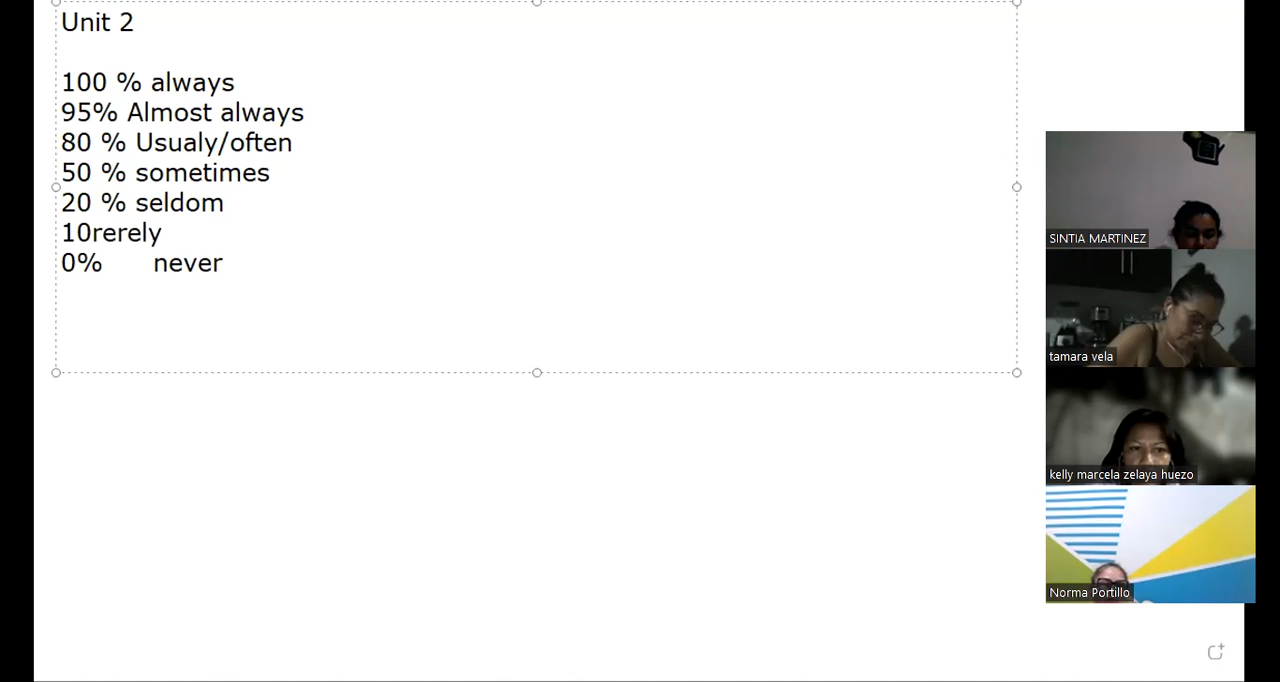 Unit 2
100 % always
95% Almost always
80 % Usualy/often
50 % sometimes
20 % seldom
10rerely
0% never
SINTIA MARTINEZ
tamara vela
kelly marcela zelaya huezo
Norma Portillo